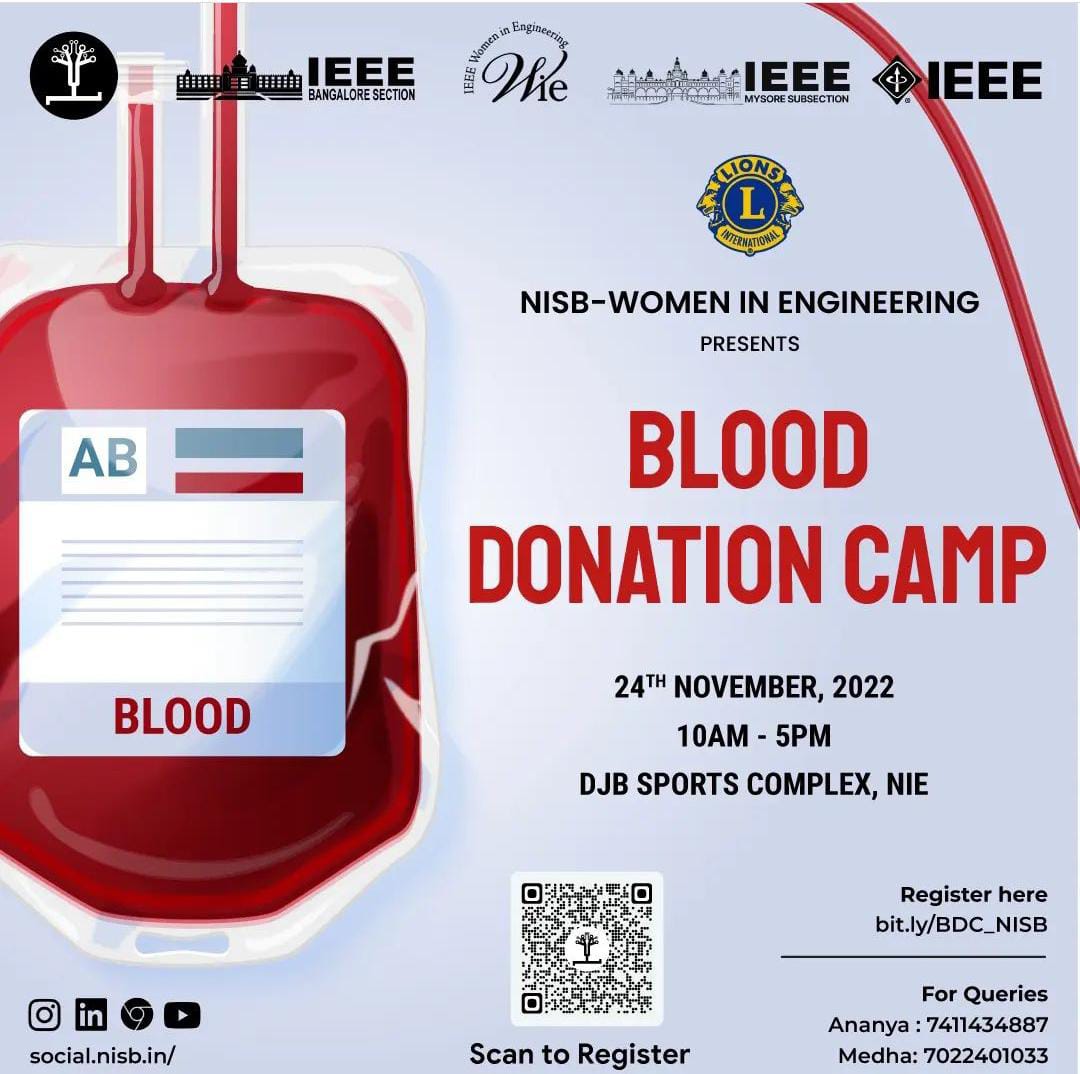 IEEE
BANGALORE SECTION
IEEE Women in Engineering
Wie
IEEE
MYSORE SUBSECTION
IEEE
LIONS
L
INTERNATIONAL
NISB-WOMEN IN ENGINEERING
PRESENTS
BLOOD
DONATION CAMP
AB
BLOOD
24TH NOVEMBER, 2022
10AM - 5PM
DJB SPORTS COMPLEX, NIE
Scan to Register
Register here
bit.ly/BDC_NISB
For Queries
Ananya : 7411434887
Medha: 7022401033
social.nisb.in/